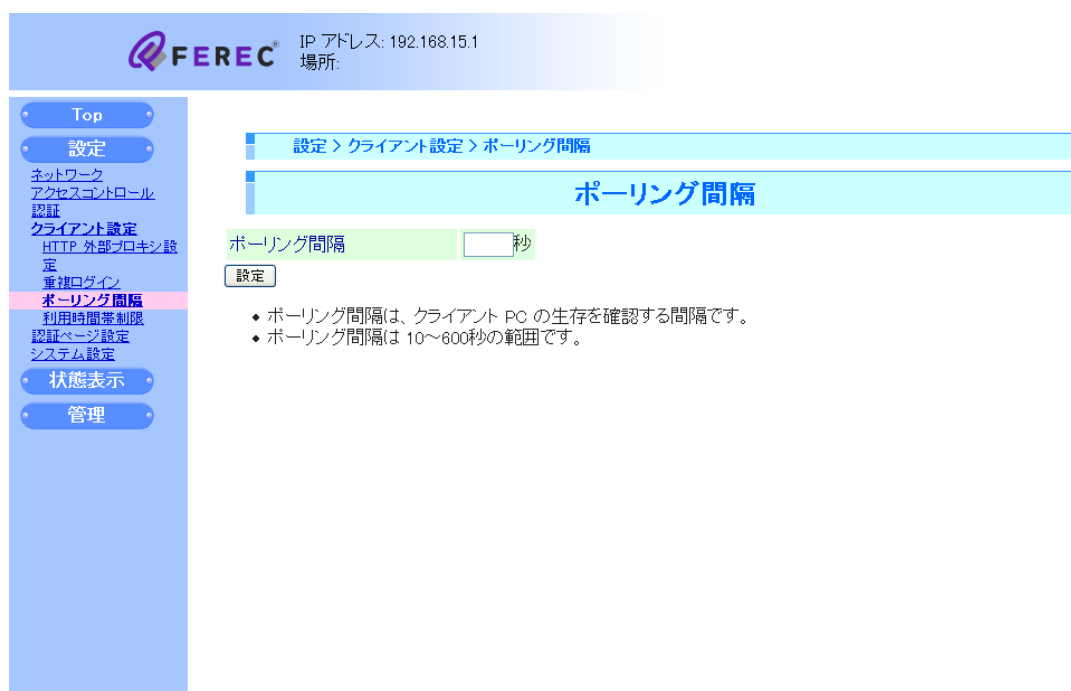 FEREC®
IP アドレス: 192.168.15.1
場所:
Top
設定
ネットワーク
アクセスコントロール
認証
クライアント設定
HTTP 外部プロキシ設
定
重複ログイン
ポーリング間隔
利用時間帯制限
認証ページ設定
システム設定
状態表示
管理
設定 > クライアント設定 > ポーリング間隔
ポーリング間隔
ポーリング間隔 秒
設定
◆ ポーリング間隔は、クライアント PC の生存を確認する間隔です。
◆ ポーリング間隔は 10～600秒の範囲です。